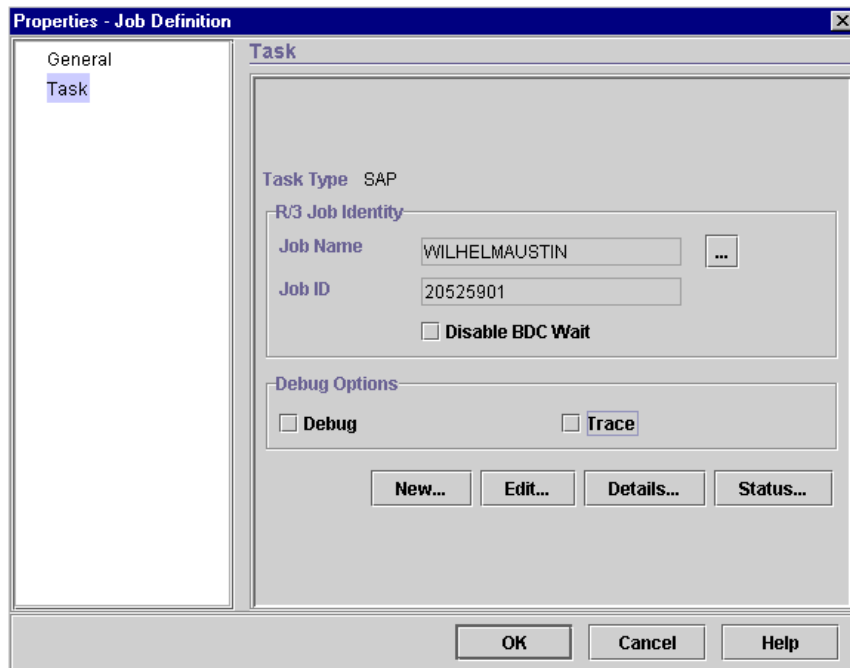 Properties - Job Definition
General
Task
Task
Task Type SAP
R/3 Job Identity
Job Name WILHELMAUSTIN ...
Job ID 20525901
Disable BDC Wait
Debug Options
Debug Trace
New... Edit... Details... Status...
OK Cancel Help